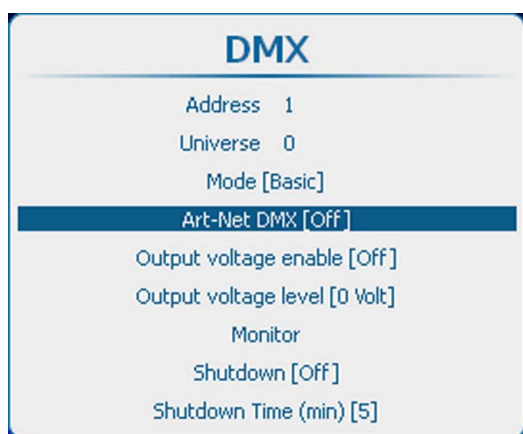 DMX
Address 1
Universe 0
Mode [Basic]
Art-Net DMX [Off]
Output voltage enable [Off]
Output voltage level [0 Volt]
Monitor
Shutdown [Off]
Shutdown Time (min) [5]